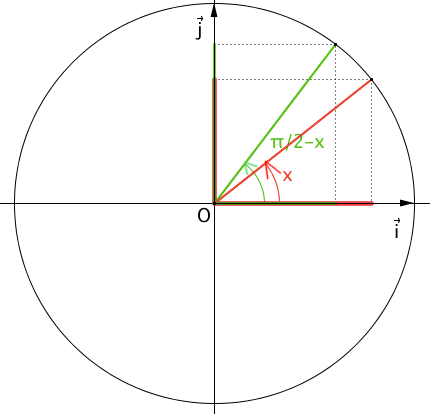 j⃗
π/2-x
x
O
i⃗